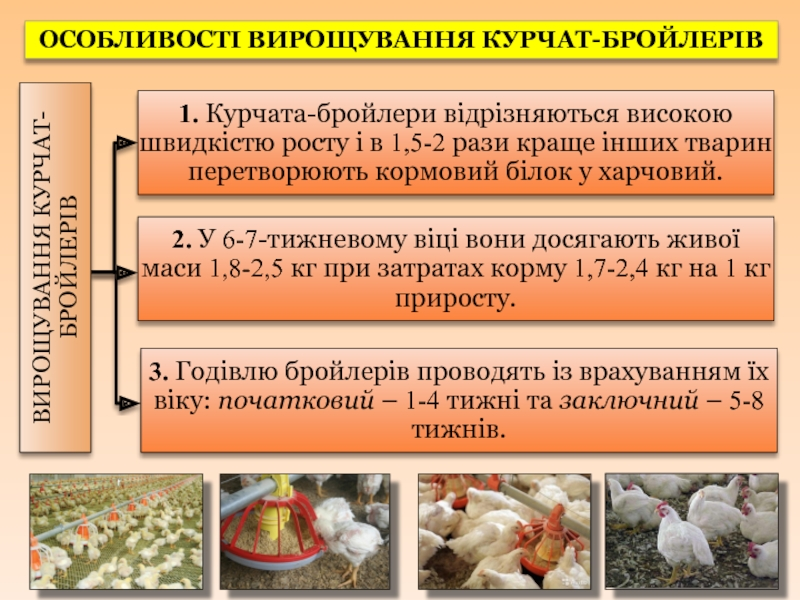 ОСОБЛИВОСТІ ВИРОЩУВАННЯ КУРЧАТ-БРОЙЛЕРІВ
ВИРОЩУВАННЯ КУРЧАТ-
БРОЙЛЕРІВ
1. Курчата-бройлери відрізняються високою
швидкістю росту і в 1,5-2 рази краще інших тварин
перетворюють кормовий білок у харчовий.
2. У 6-7-тижневому віці вони досягають живої
маси 1,8-2,5 кг при затратах корму 1,7-2,4 кг на 1 кг
приросту.
3. Годівлю бройлерів проводять із врахуванням їх
віку: початковий – 1-4 тижні та заключний – 5-8
тижнів.